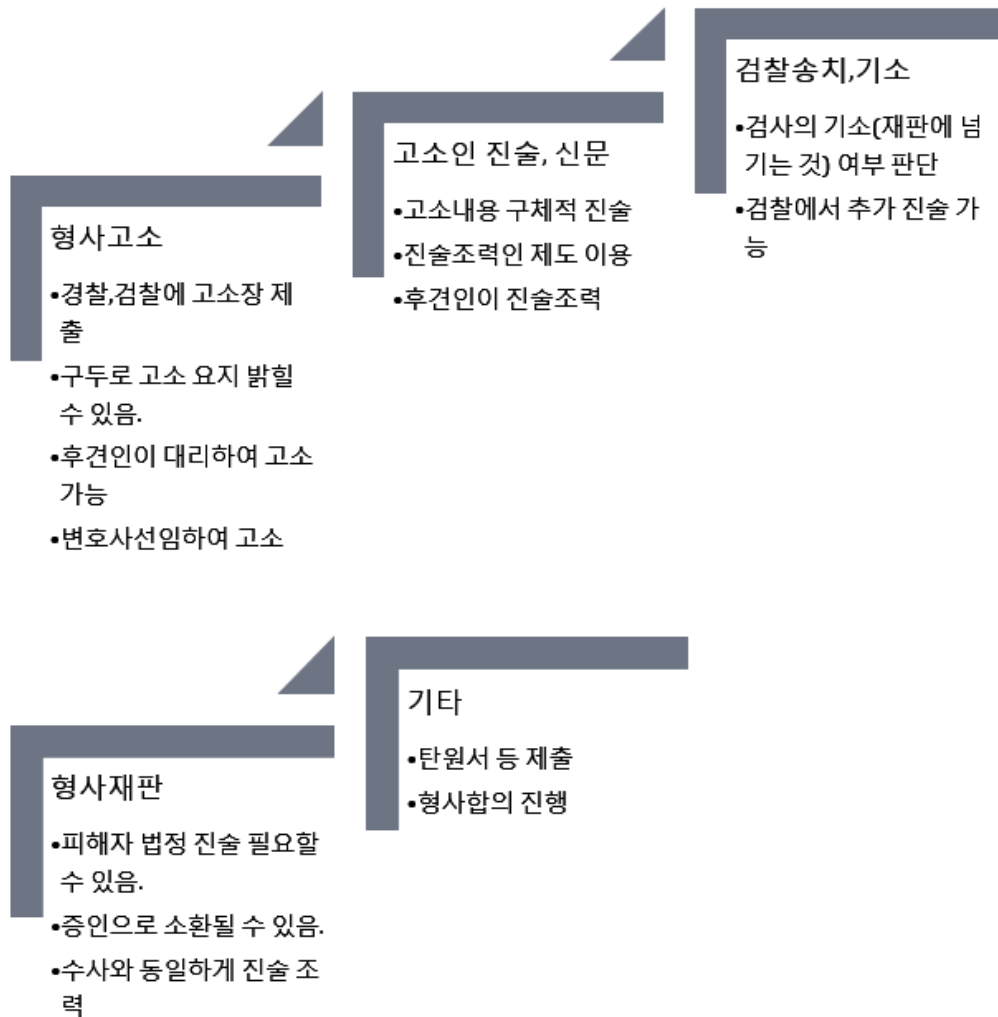 형사고소
•경찰,검찰에 고소장 제
출
•구두로 고소 요지 밝힐
수 있음.
•후견인이 대리하여 고소
가능
•변호사선임하여 고소
고소인 진술, 신문
•고소내용 구체적 진술
•진술조력인 제도 이용
•후견인이 진술조력
검찰송치,기소
•검사의 기소(재판에 넘
기는 것) 여부 판단
•검찰에서 추가 진술 가
능
형사재판
•피해자 법정 진술 필요할
수 있음.
•증인으로 소환될 수 있음.
•수사와 동일하게 진술 조
력
기타
•탄원서 등 제출
•형사합의 진행